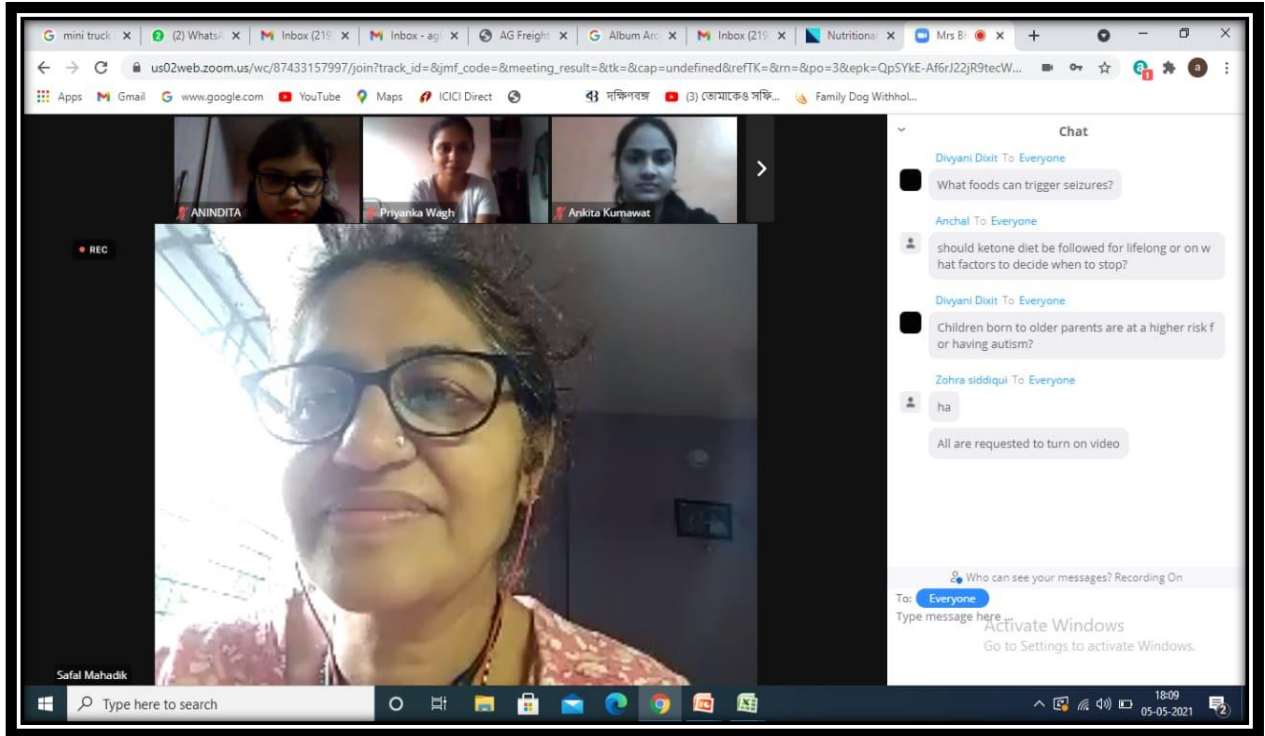 mini truck
(2) WhatsA
Inbox (219
Inbox - agf
AG Freight
Album Arc
Inbox (219
Nutritional
Mrs Bl
us02web.zoom.us/wc/87433157997/join?track_id=&jmf_code=&meeting_result=&tk=&cap=undefined&refTK=&rn=&po=3&epk=QpSYkE-Af6rJ22jR9tecW...
Apps
Gmail
www.google.com
YouTube
Maps
ICICI Direct
দক্ষিণবঙ্গ
(3) তোমাকেও সফি...
Family Dog Withhol...
ANINDITA
Priyanka Wagh
Ankita Kumawat
REC
Safal Mahadik
Chat
Divyani Dixit To Everyone
What foods can trigger seizures?
Anchal To Everyone
should ketone diet be followed for lifelong or on w
hat factors to decide when to stop?
Divyani Dixit To Everyone
Children born to older parents are at a higher risk f
or having autism?
Zohra siddiqui To Everyone
ha
All are requested to turn on video
Who can see your messages? Recording On
To: Everyone
Type message here ...
Activate Windows
Go to Settings to activate Windows.
Type here to search
18:09
05-05-2021
2